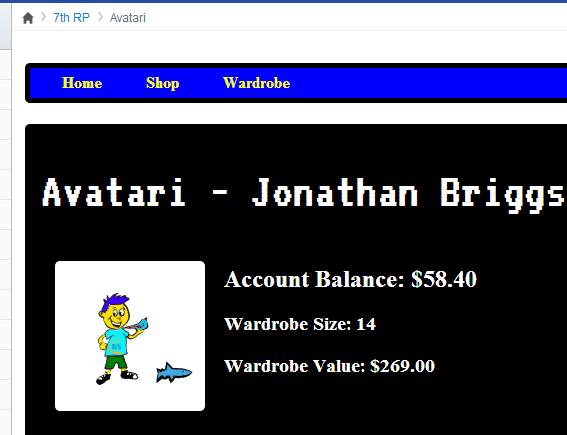 7th RP > Avatari
Home Shop Wardrobe
Avatari - Jonathan Briggs
Account Balance: $58.40
Wardrobe Size: 14
Wardrobe Value: $269.00